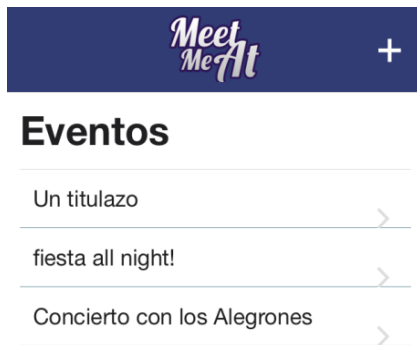 Meet
Me At
Eventos
Un titulazo
fiesta all night!
Concierto con los Alegrones